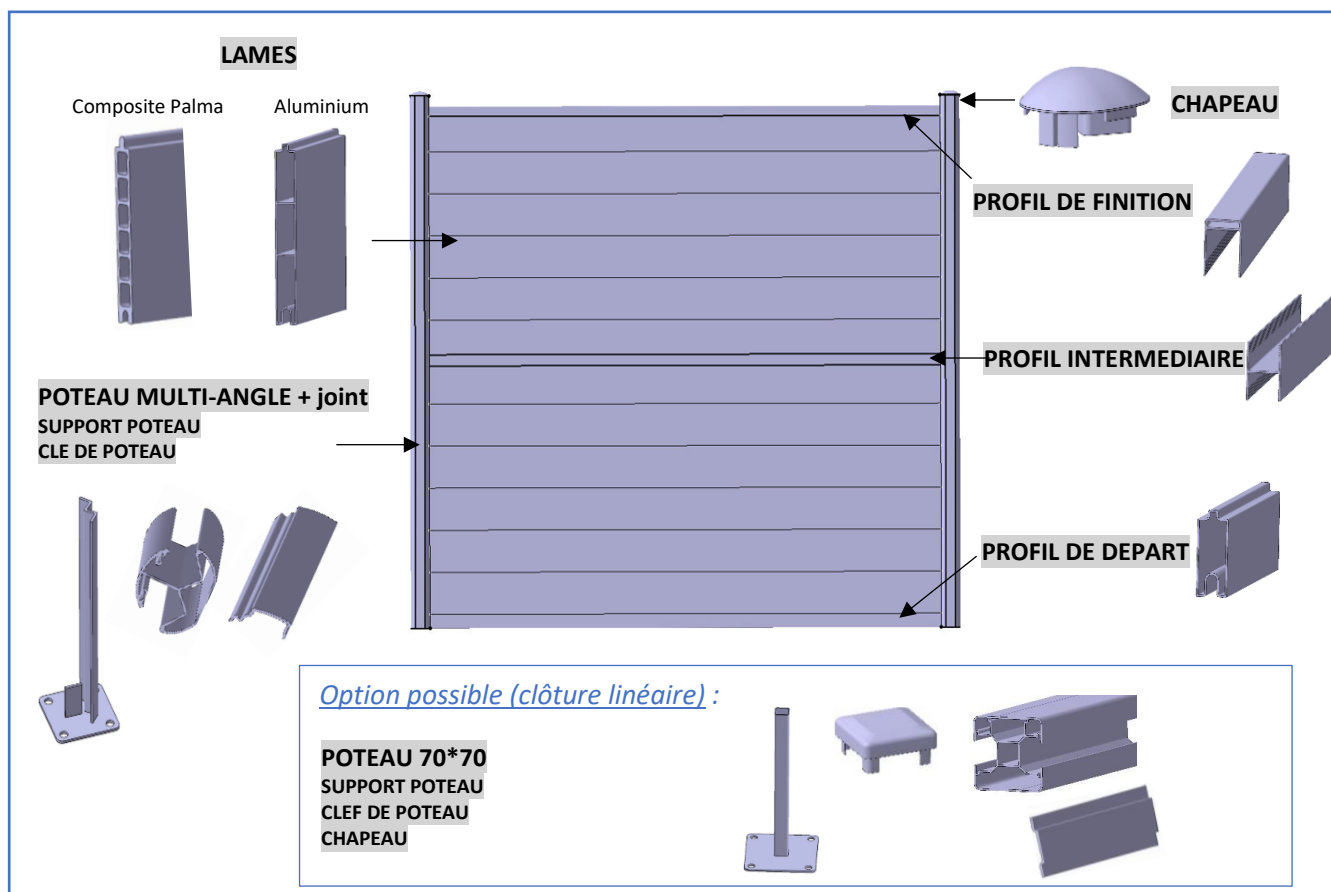 LAMES
Composite Palma
Aluminium
CHAPEAU
PROFIL DE FINITION
PROFIL INTERMEDIAIRE
POTEAU MULTI-ANGLE + joint
SUPPORT POTEAU
CLE DE POTEAU
PROFIL DE DEPART
Option possible (clôture linéaire) :
POTEAU 70*70
SUPPORT POTEAU
CLEF DE POTEAU
CHAPEAU